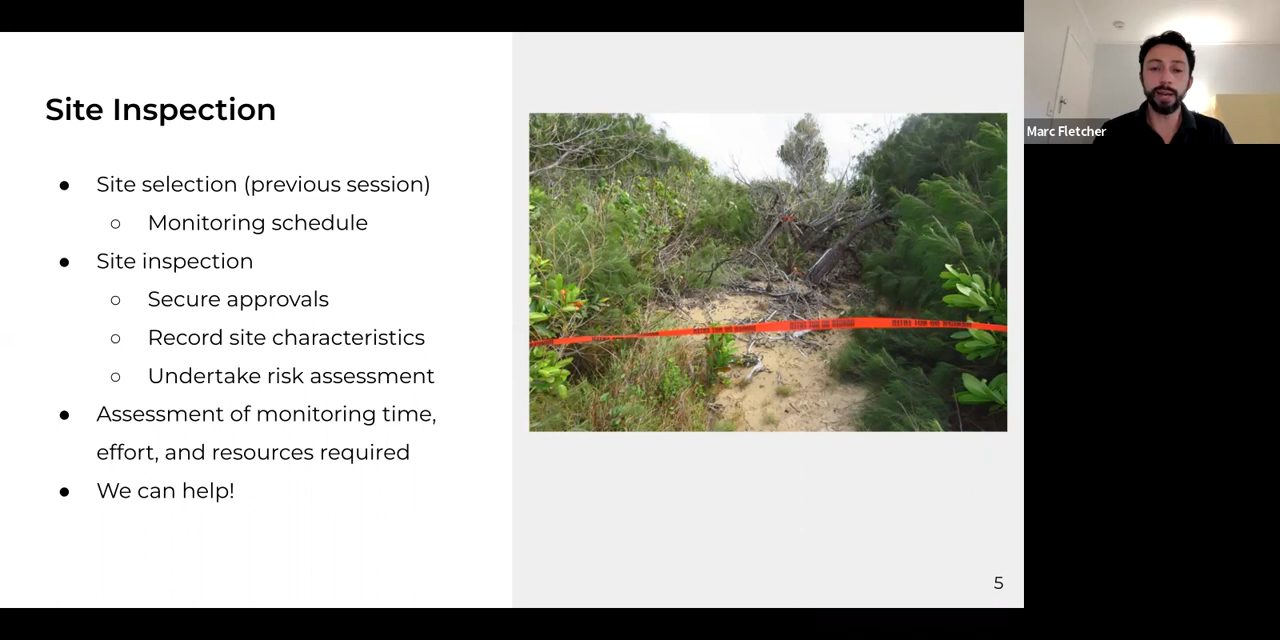 Site Inspection
● Site selection (previous session)
○ Monitoring schedule
● Site inspection
○ Secure approvals
○ Record site characteristics
○ Undertake risk assessment
● Assessment of monitoring time,
effort, and resources required
● We can help!
5
Marc Fletcher